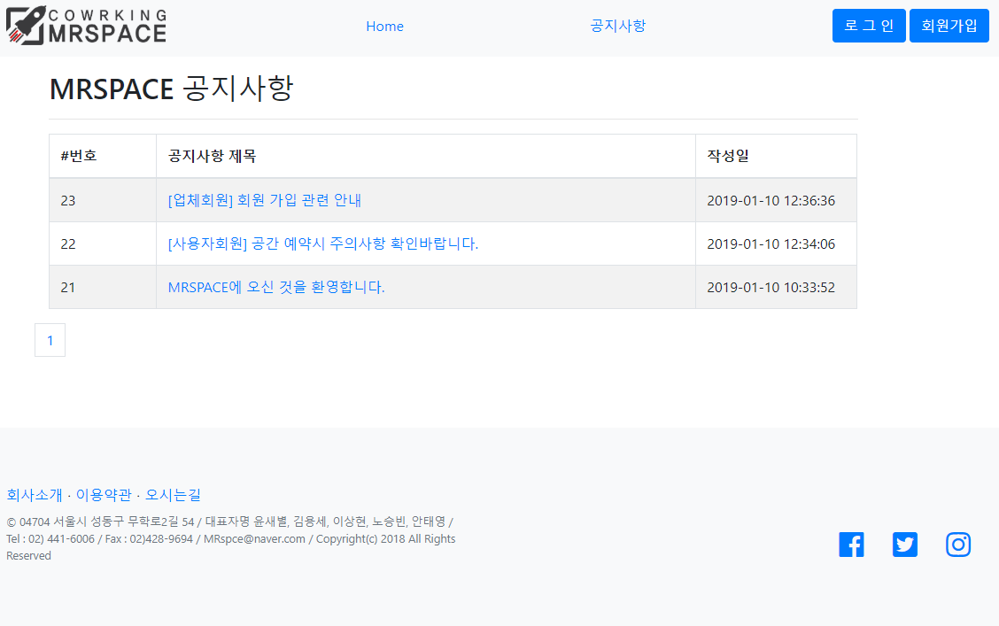 COWRKING
MRSPACE
Home 공지사항 로 그 인 회원가입
MRSPACE 공지사항
#번호 공지사항 제목 작성일
23 [업체회원] 회원 가입 관련 안내 2019-01-10 12:36:36
22 [사용자회원] 공간 예약시 주의사항 확인바랍니다. 2019-01-10 12:34:06
21 MRSPACE에 오신 것을 환영합니다. 2019-01-10 10:33:52
1
회사소개 · 이용약관 · 오시는길
© 04704 서울시 성동구 무학로2길 54 / 대표자명 윤새별, 김용세, 이상현, 노승빈, 안태영 /
Tel : 02) 441-6006 / Fax : 02)428-9694 / MRspce@naver.com / Copyright(c) 2018 All Rights
Reserved